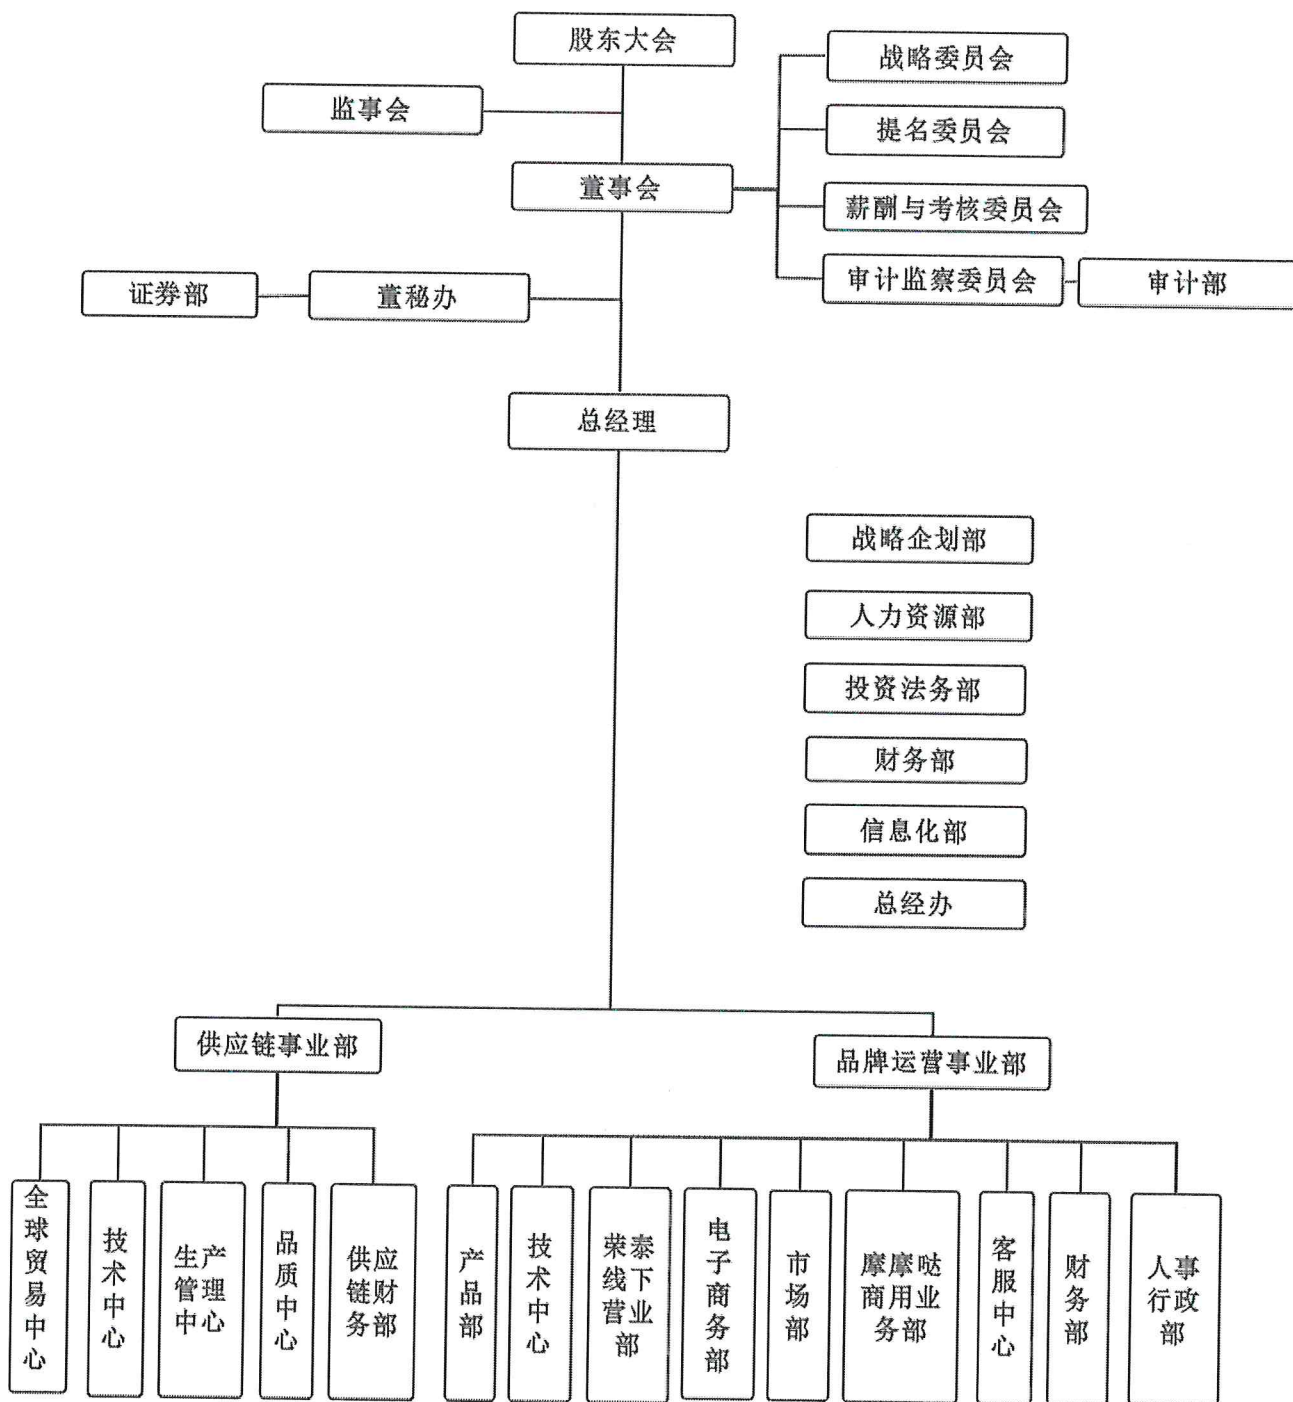 股东大会
战略委员会
监事会
提名委员会
董事会
薪酬与考核委员会
证券部
董秘办
审计监察委员会
审计部
总经理
战略企划部
人力资源部
投资法务部
财务部
信息化部
总经办
供应链事业部
品牌运营事业部
全球贸易中心
技术中心
生产
管理
中心
品质中心
供应
链财
务部
产品部
技术中心
荣泰
线下
营业
部
电子商务部
市场部
摩摩哒
商用业
务部
客服中心
财务部
人事
行政
部